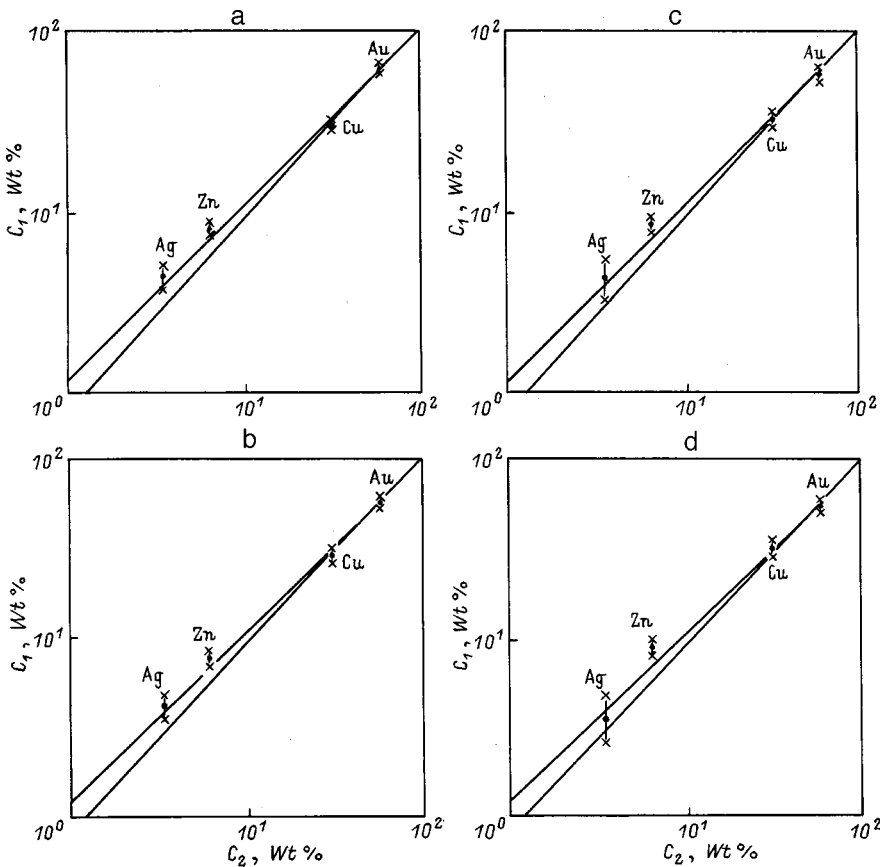 a
10²
Au
Cu
Zn
Ag
10¹
C₁, Wt %
10⁰
10¹
10²
c
10²
Au
Cu
Zn
Ag
10¹
C₁, Wt %
10⁰
10¹
10²
b
10²
Au
Cu
Zn
Ag
10¹
C₁, Wt %
10⁰
10¹
10²
C₂, Wt %
d
10²
Au
Cu
Zn
Ag
10¹
C₁, Wt %
10⁰
10¹
10²
C₂, Wt %